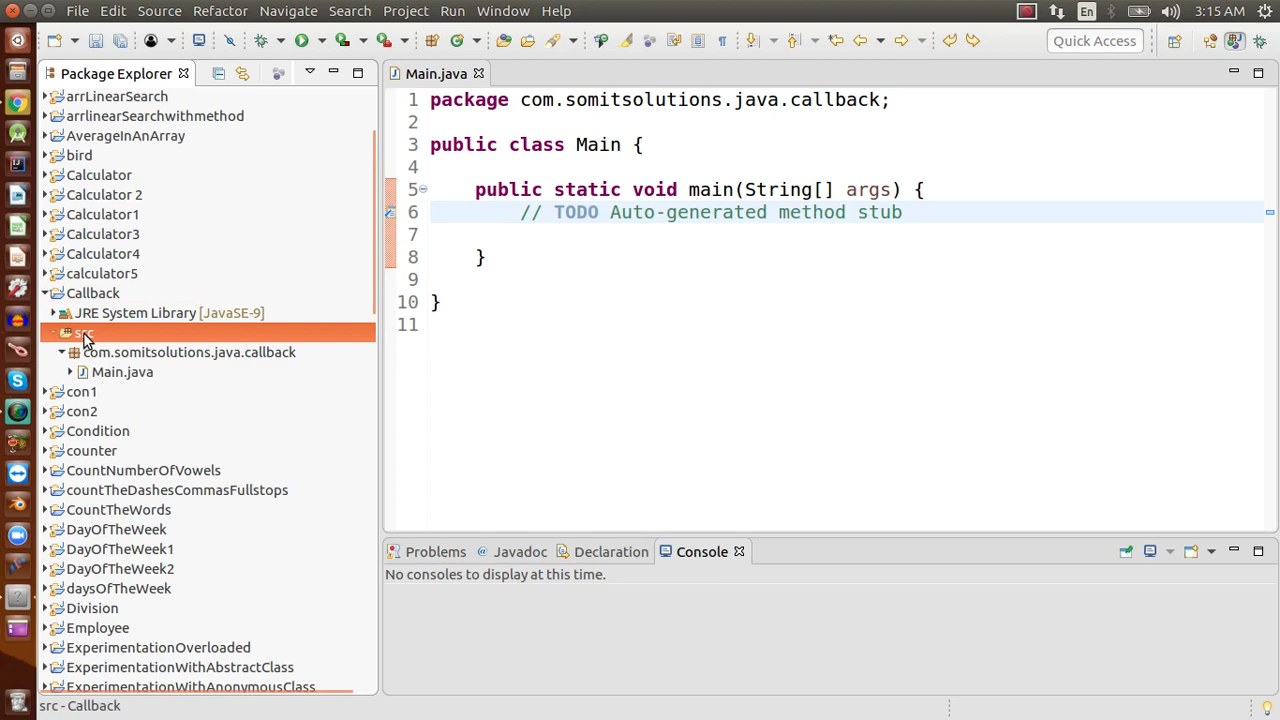 File Edit Source Refactor Navigate Search Project Run Window Help
En
3:15 AM
Quick Access
Package Explorer
arrLinearSearch
arrlinearSearchwithmethod
AverageInAnArray
bird
Calculator
Calculator 2
Calculator1
Calculator3
Calculator4
calculator5
Callback
JRE System Library [JavaSE-9]
src
com.somitsolutions.java.callback
Main.java
con1
con2
Condition
counter
CountNumberOfVowels
countTheDashesCommasFullstops
CountTheWords
DayOfTheWeek
DayOfTheWeek1
DayOfTheWeek2
daysOfTheWeek
Division
Employee
ExperimentationOverloaded
ExperimentationWithAbstractClass
ExperimentationWithAnonymousClass
Main.java
1 package com.somitsolutions.java.callback;
2
3 public class Main {
4
5 public static void main(String[] args) {
6 // TODO Auto-generated method stub
7
8 }
9
10 }
11
Problems @ Javadoc Declaration Console
No consoles to display at this time.
src - Callback